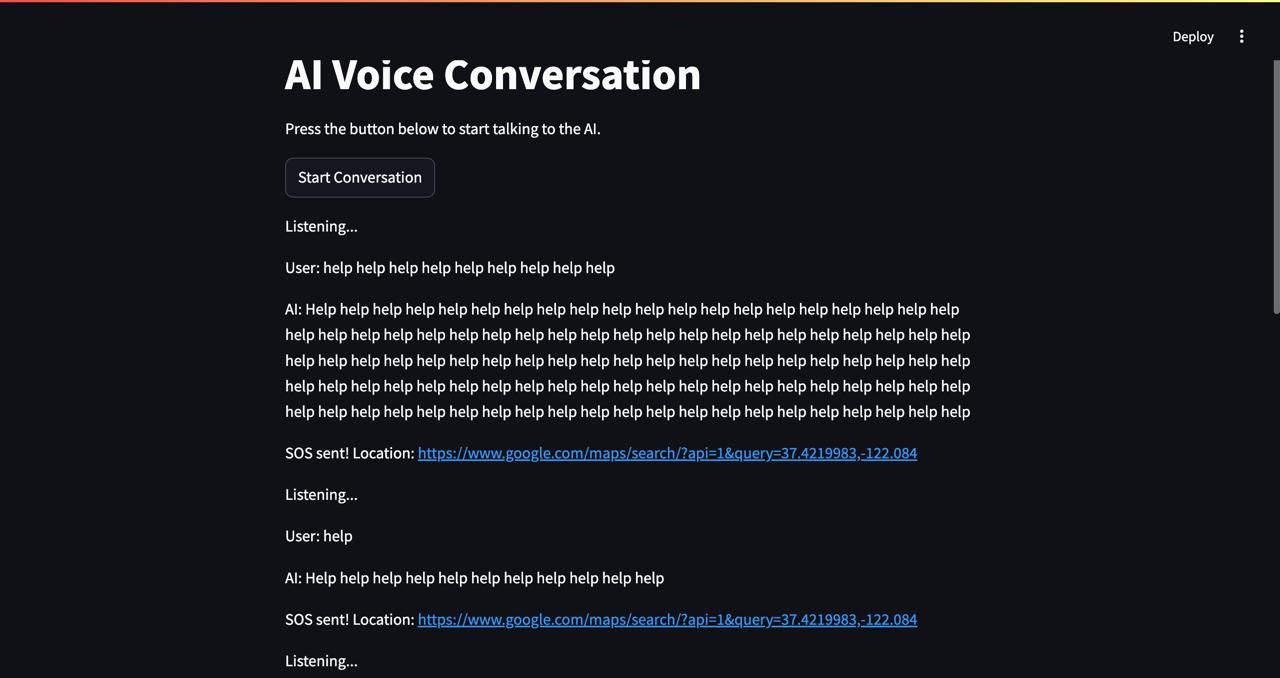 Deploy
AI Voice Conversation
Press the button below to start talking to the AI.
Start Conversation
Listening...
User: help help help help help help help help help
AI: Help help help help help help help help help help help help help help help help help help help help
help help help help help help help help help help help help help help help help help help help help help
help help help help help help help help help help help help help help help help help help help help help
help help help help help help help help help help help help help help help help help help help help help
help help help help help help help help help help help help help help help help help help help help help
SOS sent! Location: https://www.google.com/maps/search/?api=1&query=37.4219983,-122.084
Listening...
User: help
AI: Help help help help help help help help help help help
SOS sent! Location: https://www.google.com/maps/search/?api=1&query=37.4219983,-122.084
Listening...